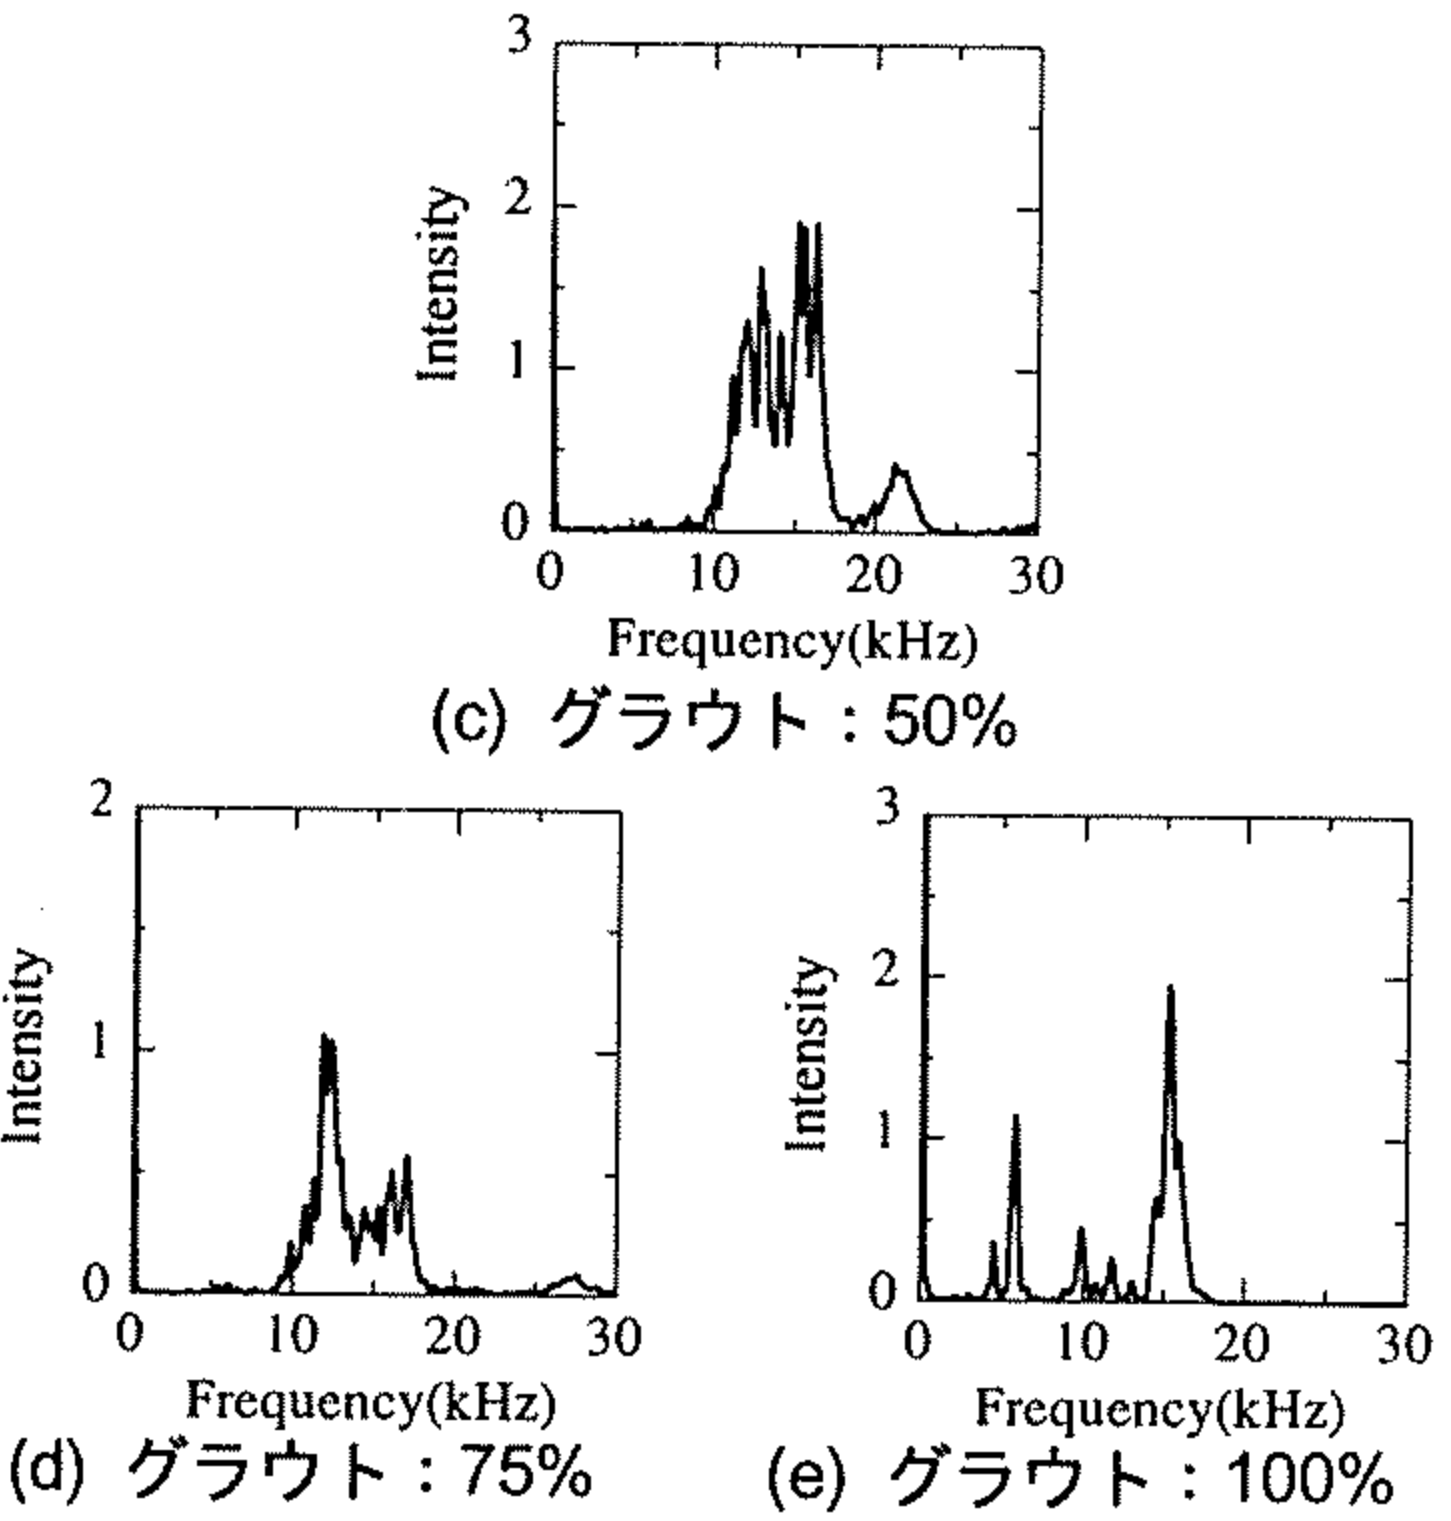 3
2
1
0
Intensity
0 10 20 30
Frequency(kHz)
(c) グラウト：50%
2
1
0
Intensity
0 10 20 30
Frequency(kHz)
(d) グラウト：75%
3
2
1
0
Intensity
0 10 20 30
Frequency(kHz)
(e) グラウト：100%